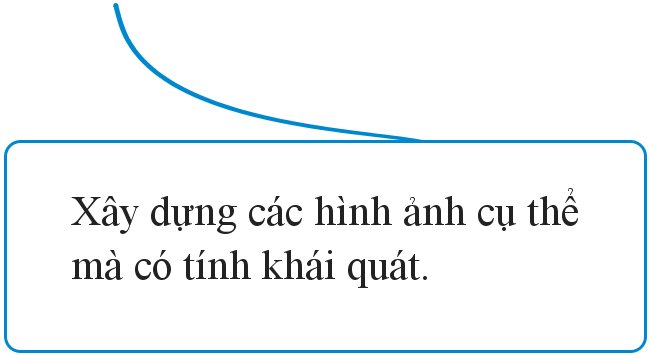 Xây dựng các hình ảnh cụ thể
mà có tính khái quát.